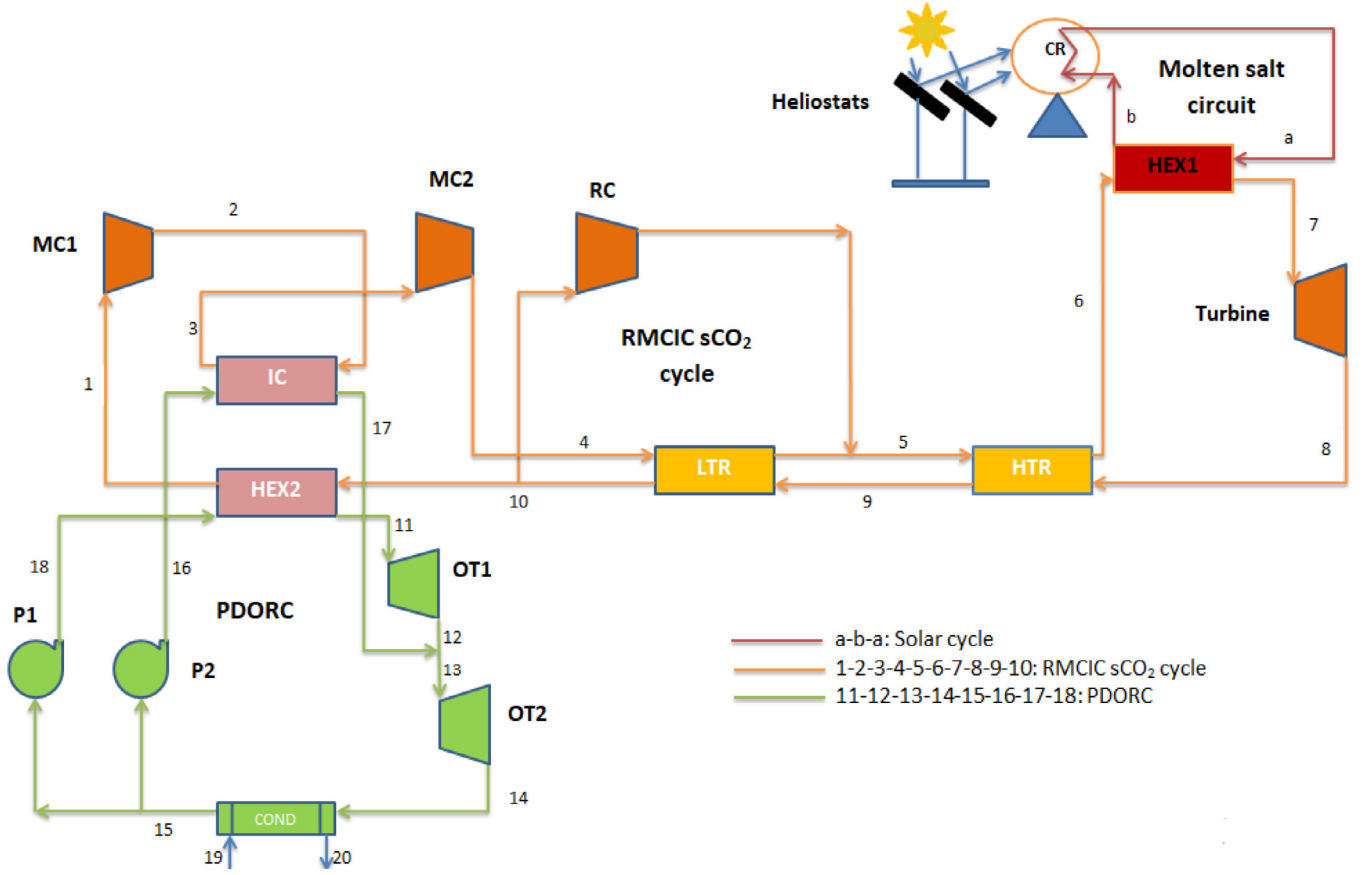 CR
Molten salt
circuit
Heliostats
b
a
HEX1
MC2
RC
2
MC1
7
6
3
Turbine
RMCIC sCO₂
cycle
IC
1
17
4
5
8
LTR
HTR
HEX2
10
9
11
18
16
OT1
PDORC
P1
12
a-b-a: Solar cycle
13
1-2-3-4-5-6-7-8-9-10: RMCIC sCO₂ cycle
P2
11-12-13-14-15-16-17-18: PDORC
OT2
14
COND
15
19
20